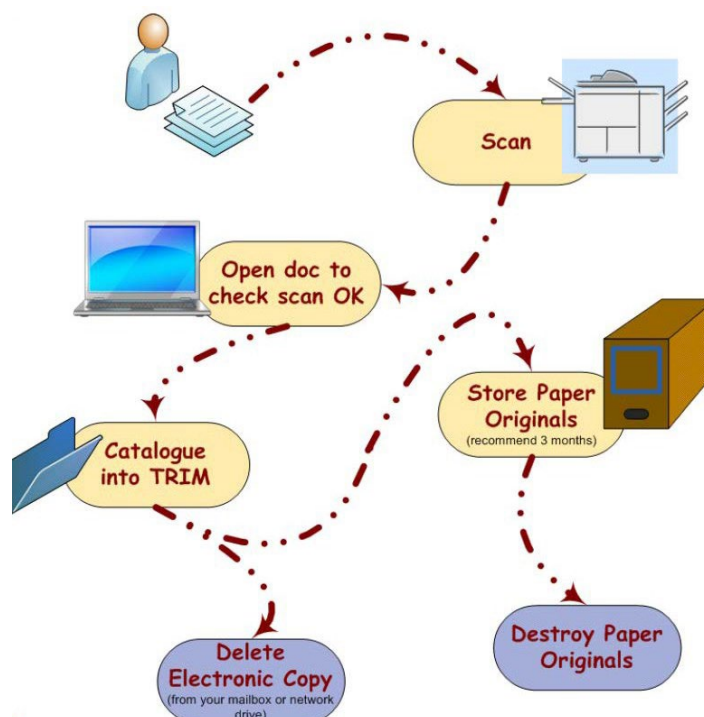 Scan
Open doc to
check scan OK
Store Paper
Originals
(recommend 3 months)
Catalogue
into TRIM
Delete
Electronic Copy
(from your mailbox or network
drive)
Destroy Paper
Originals